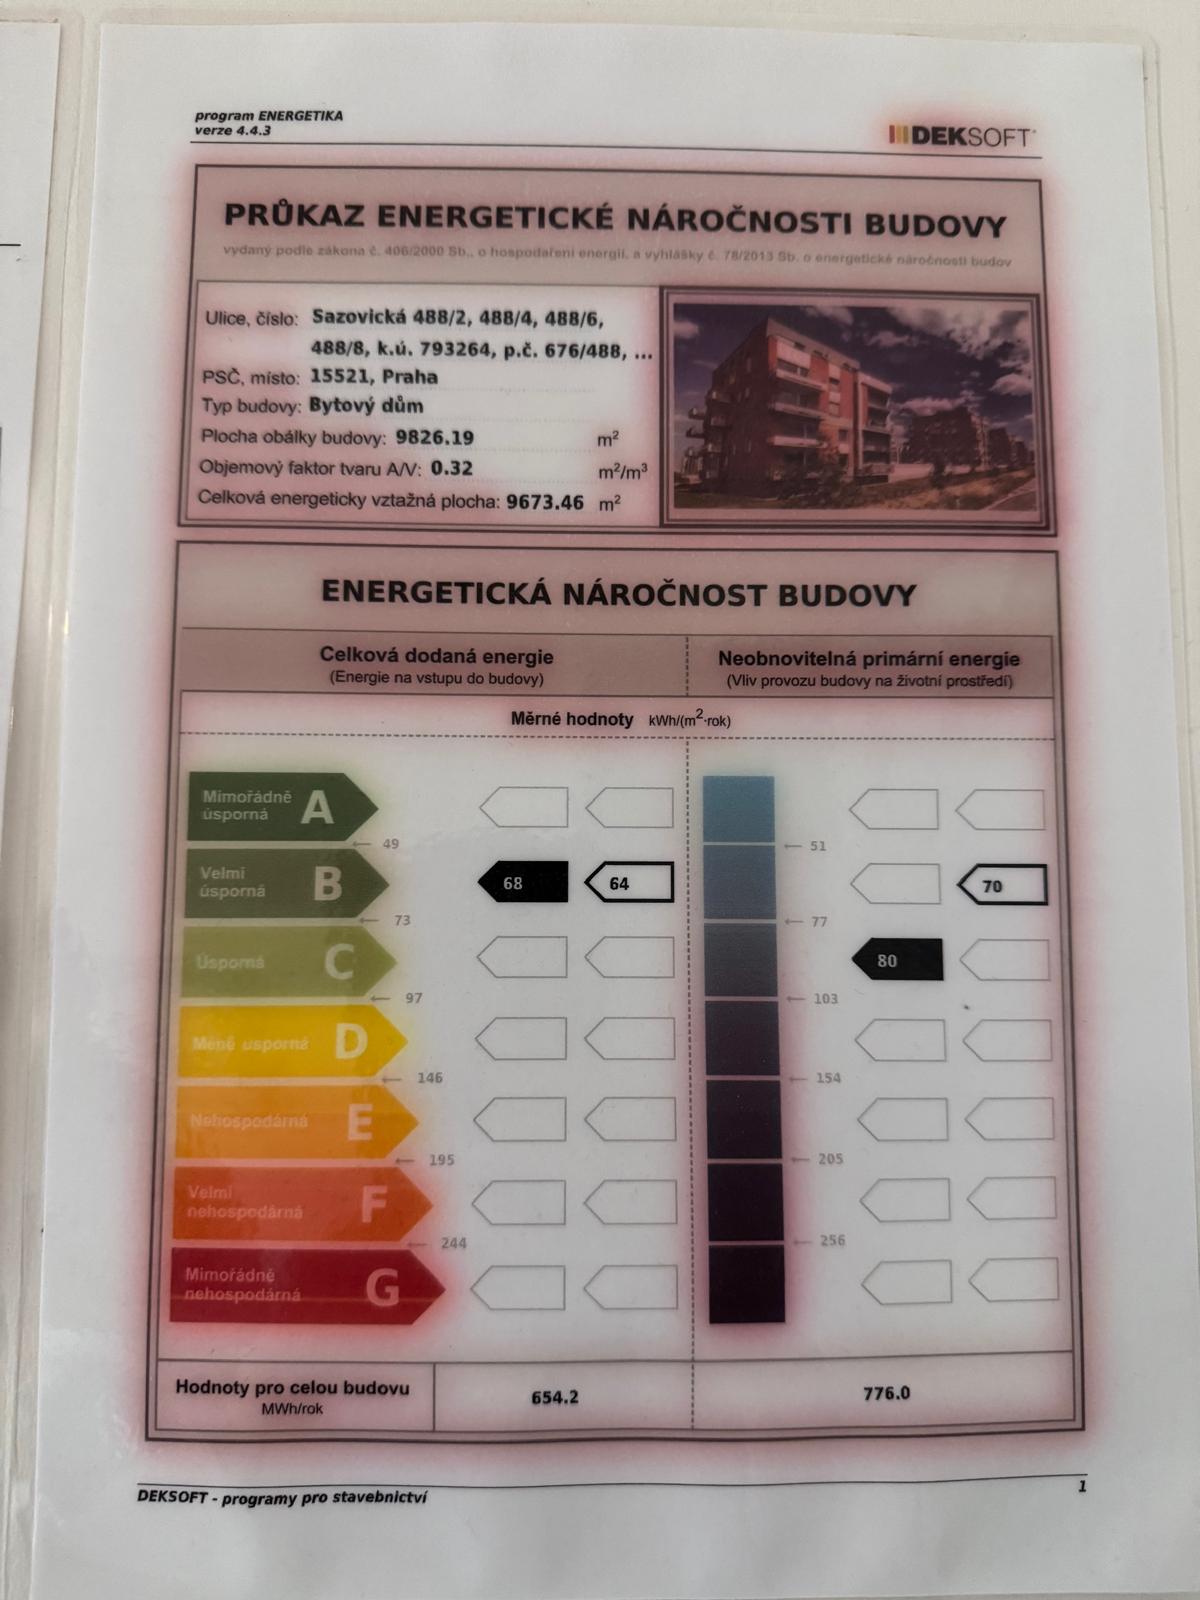 program ENERGETIKA
verze 4.4.3
DEKSOFT
PRŮKAZ ENERGETICKÉ NÁROČNOSTI BUDOVY
vydaný podle zákona č. 406/2000 Sb., o hospodaření energií, a vyhlášky č. 78/2013 Sb. o energetické náročnosti budov
Ulice, číslo: Sazovická 488/2, 488/4, 488/6,
488/8, k.ú. 793264, p.č. 676/488, ...
PSČ, místo: 15521, Praha
Typ budovy: Bytový dům
Plocha obálky budovy: 9826.19 m²
Objemový faktor tvaru A/V: 0.32 m²/m³
Celková energeticky vztažná plocha: 9673.46 m²
ENERGETICKÁ NÁROČNOST BUDOVY
Celková dodaná energie
(Energie na vstupu do budovy)
Neobnovitelná primární energie
(Vliv provozu budovy na životní prostředí)
Měrné hodnoty kWh/(m²·rok)
Mimořádně
úsporná A
49
51
Velmi
úsporná B
68 64
70
73
77
Úsporná C
80
97
103
Méně úsporná D
146
154
Nehospodárná E
195
205
Velmi
nehospodárná F
244
256
Mimořádně
nehospodárná G
Hodnoty pro celou budovu
MWh/rok
654.2
776.0
DEKSOFT - programy pro stavebnictví
1